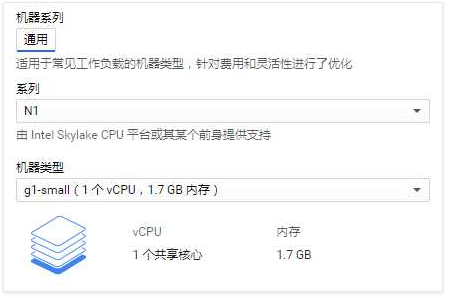 机器系列
通用
适用于常见工作负载的机器类型，针对费用和灵活性进行了优化
系列
N1
由 Intel Skylake CPU 平台或其某个前身提供支持
机器类型
g1-small（1 个 vCPU，1.7 GB 内存）
vCPU 内存
1 个共享核心 1.7 GB